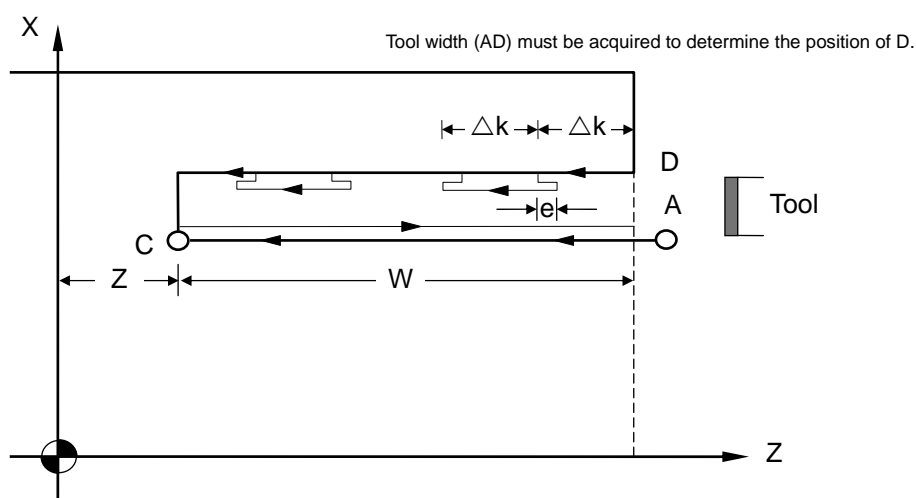 X
Tool width (AD) must be acquired to determine the position of D.
△k △k
D
A
Tool
e
C
Z W
Z